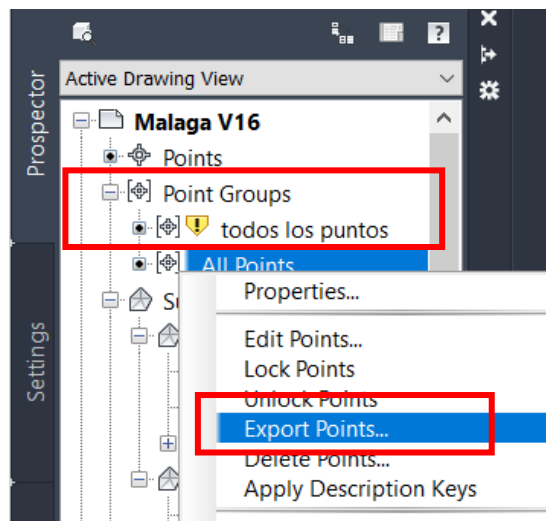 ?
Active Drawing View
Prospector
Malaga V16
Points
Point Groups
todos los puntos
All Points
Properties...
Edit Points...
Lock Points
Unlock Points
Export Points...
Delete Points...
Apply Description Keys
Settings